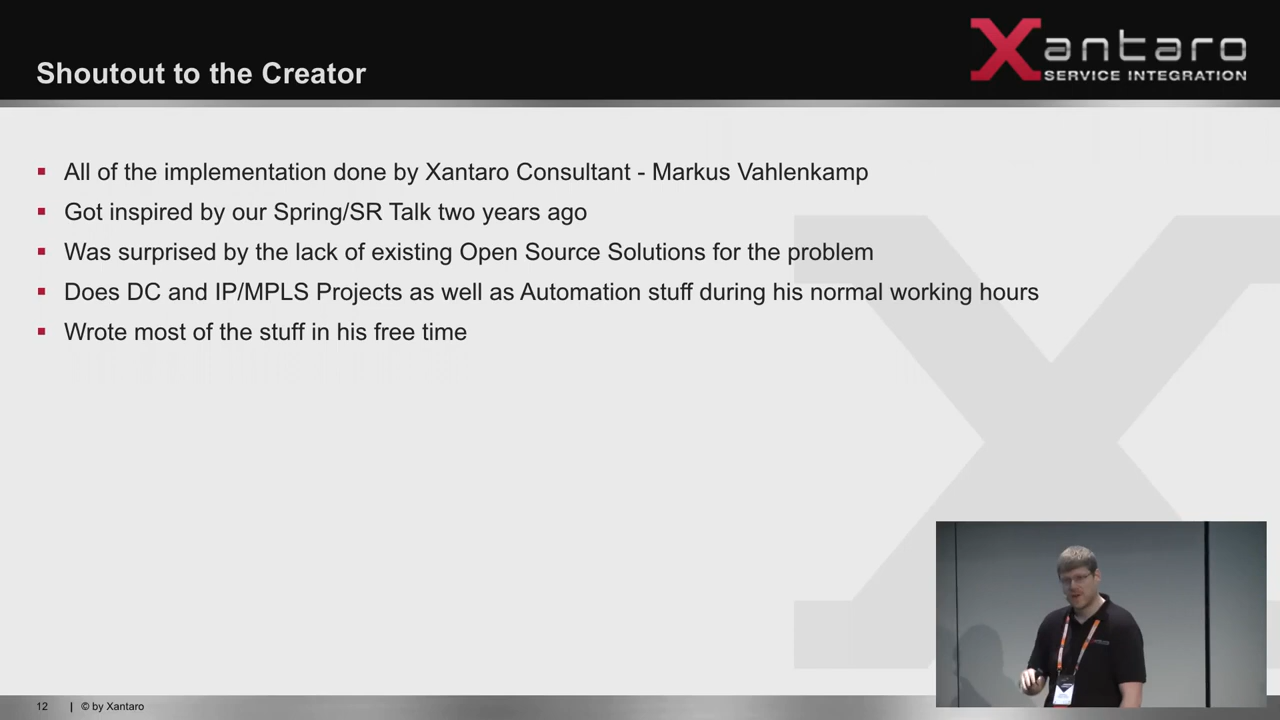 Shoutout to the Creator
Xantaro
SERVICE INTEGRATION
All of the implementation done by Xantaro Consultant - Markus Vahlenkamp
Got inspired by our Spring/SR Talk two years ago
Was surprised by the lack of existing Open Source Solutions for the problem
Does DC and IP/MPLS Projects as well as Automation stuff during his normal working hours
Wrote most of the stuff in his free time
12 | © by Xantaro